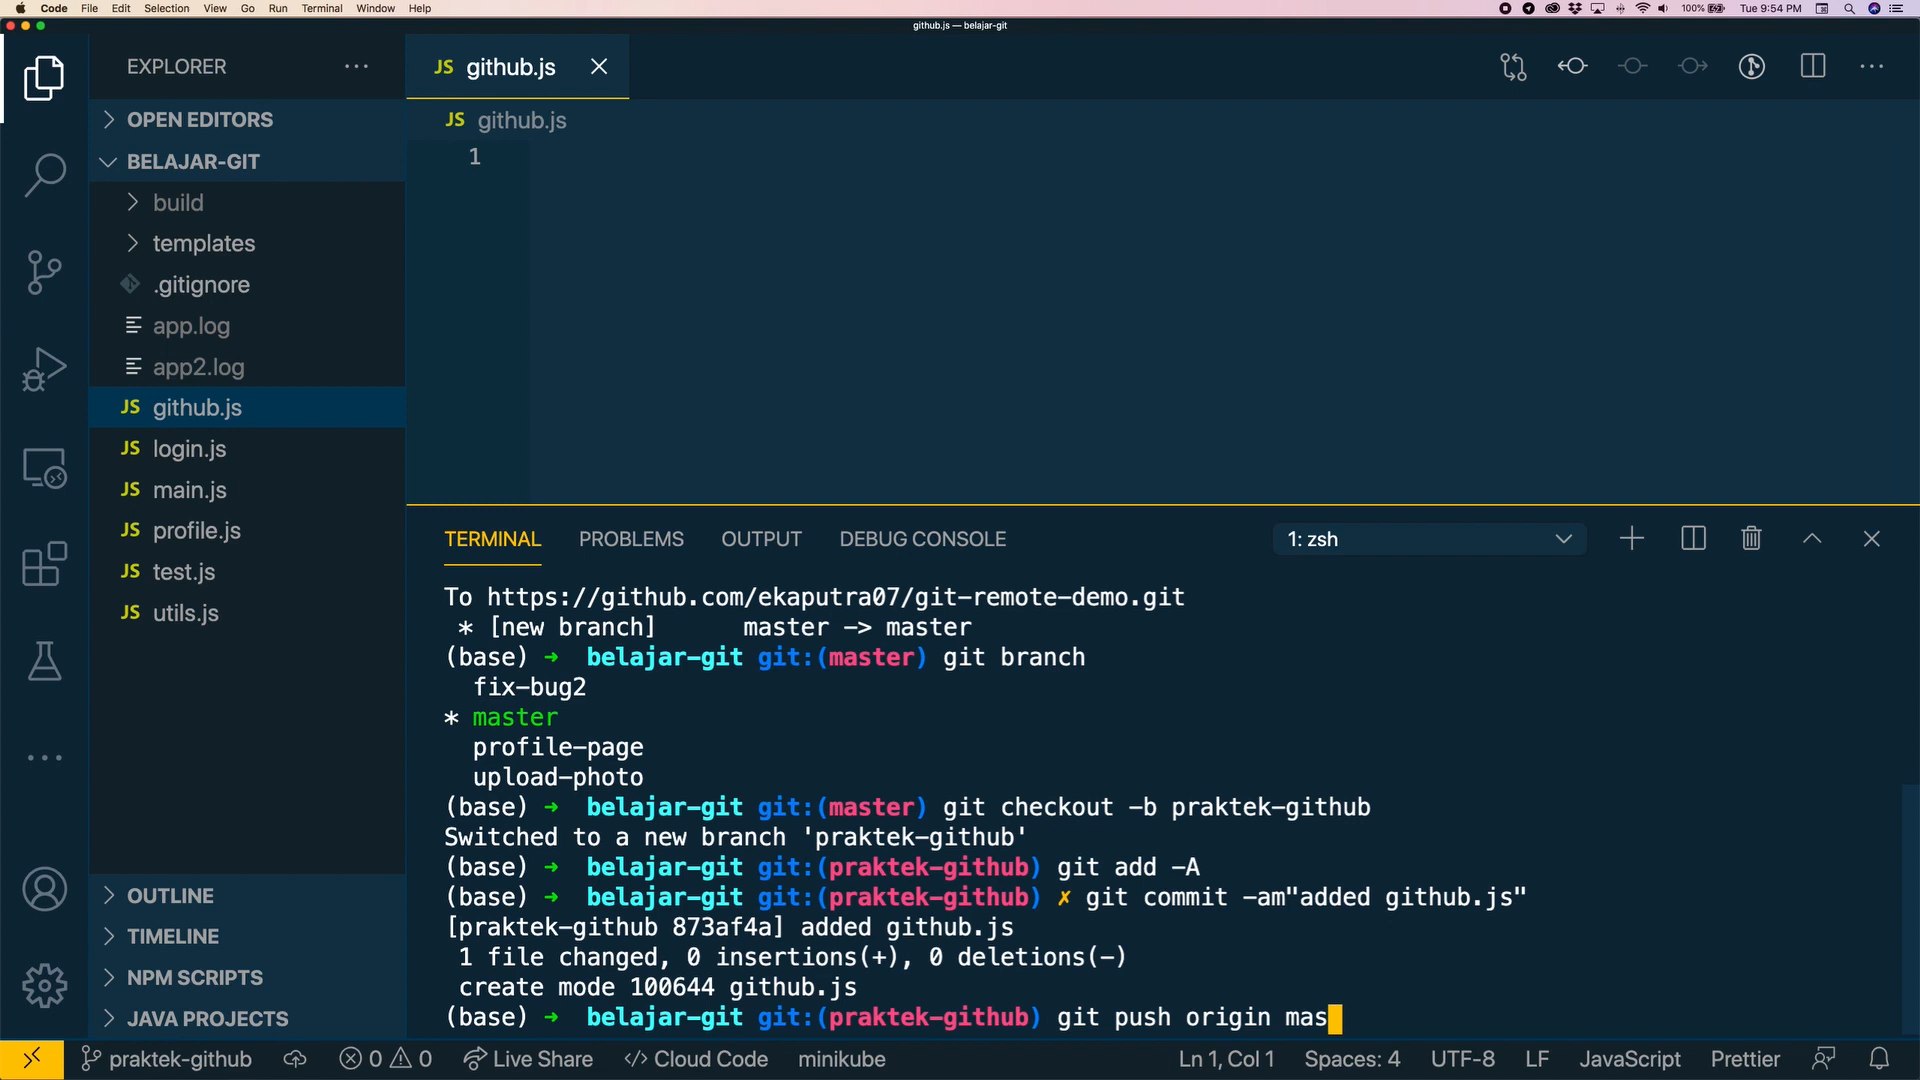 Code File Edit Selection View Go Run Terminal Window Help 100% Tue 9:54 PM
github.js — belajar-git
EXPLORER
OPEN EDITORS
BELAJAR-GIT
build
templates
.gitignore
app.log
app2.log
JS github.js
JS login.js
JS main.js
JS profile.js
JS test.js
JS utils.js
OUTLINE
TIMELINE
NPM SCRIPTS
JAVA PROJECTS
JS github.js
JS github.js
1
TERMINAL PROBLEMS OUTPUT DEBUG CONSOLE 1: zsh
To https://github.com/ekaputra07/git-remote-demo.git
* [new branch] master -> master
(base) ➜ belajar-git git:(master) git branch
fix-bug2
* master
profile-page
upload-photo
(base) ➜ belajar-git git:(master) git checkout -b praktek-github
Switched to a new branch 'praktek-github'
(base) ➜ belajar-git git:(praktek-github) git add -A
(base) ➜ belajar-git git:(praktek-github) ✗ git commit -am"added github.js"
[praktek-github 873af4a] added github.js
1 file changed, 0 insertions(+), 0 deletions(-)
create mode 100644 github.js
(base) ➜ belajar-git git:(praktek-github) git push origin mas
praktek-github 0 0 Live Share </> Cloud Code minikube Ln 1, Col 1 Spaces: 4 UTF-8 LF JavaScript Prettier